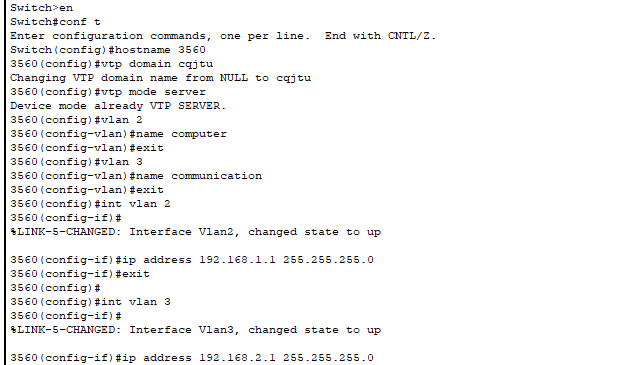 Switch>en
Switch#conf t
Enter configuration commands, one per line.  End with CNTL/Z.
Switch(config)#hostname 3560
3560(config)#vtp domain cqjtu
Changing VTP domain name from NULL to cqjtu
3560(config)#vtp mode server
Device mode already VTP SERVER.
3560(config)#vlan 2
3560(config-vlan)#name computer
3560(config-vlan)#exit
3560(config)#vlan 3
3560(config-vlan)#name communication
3560(config-vlan)#exit
3560(config)#int vlan 2
3560(config-if)#
%LINK-5-CHANGED: Interface Vlan2, changed state to up
3560(config-if)#ip address 192.168.1.1 255.255.255.0
3560(config-if)#exit
3560(config)#
3560(config)#int vlan 3
3560(config-if)#
%LINK-5-CHANGED: Interface Vlan3, changed state to up
3560(config-if)#ip address 192.168.2.1 255.255.255.0